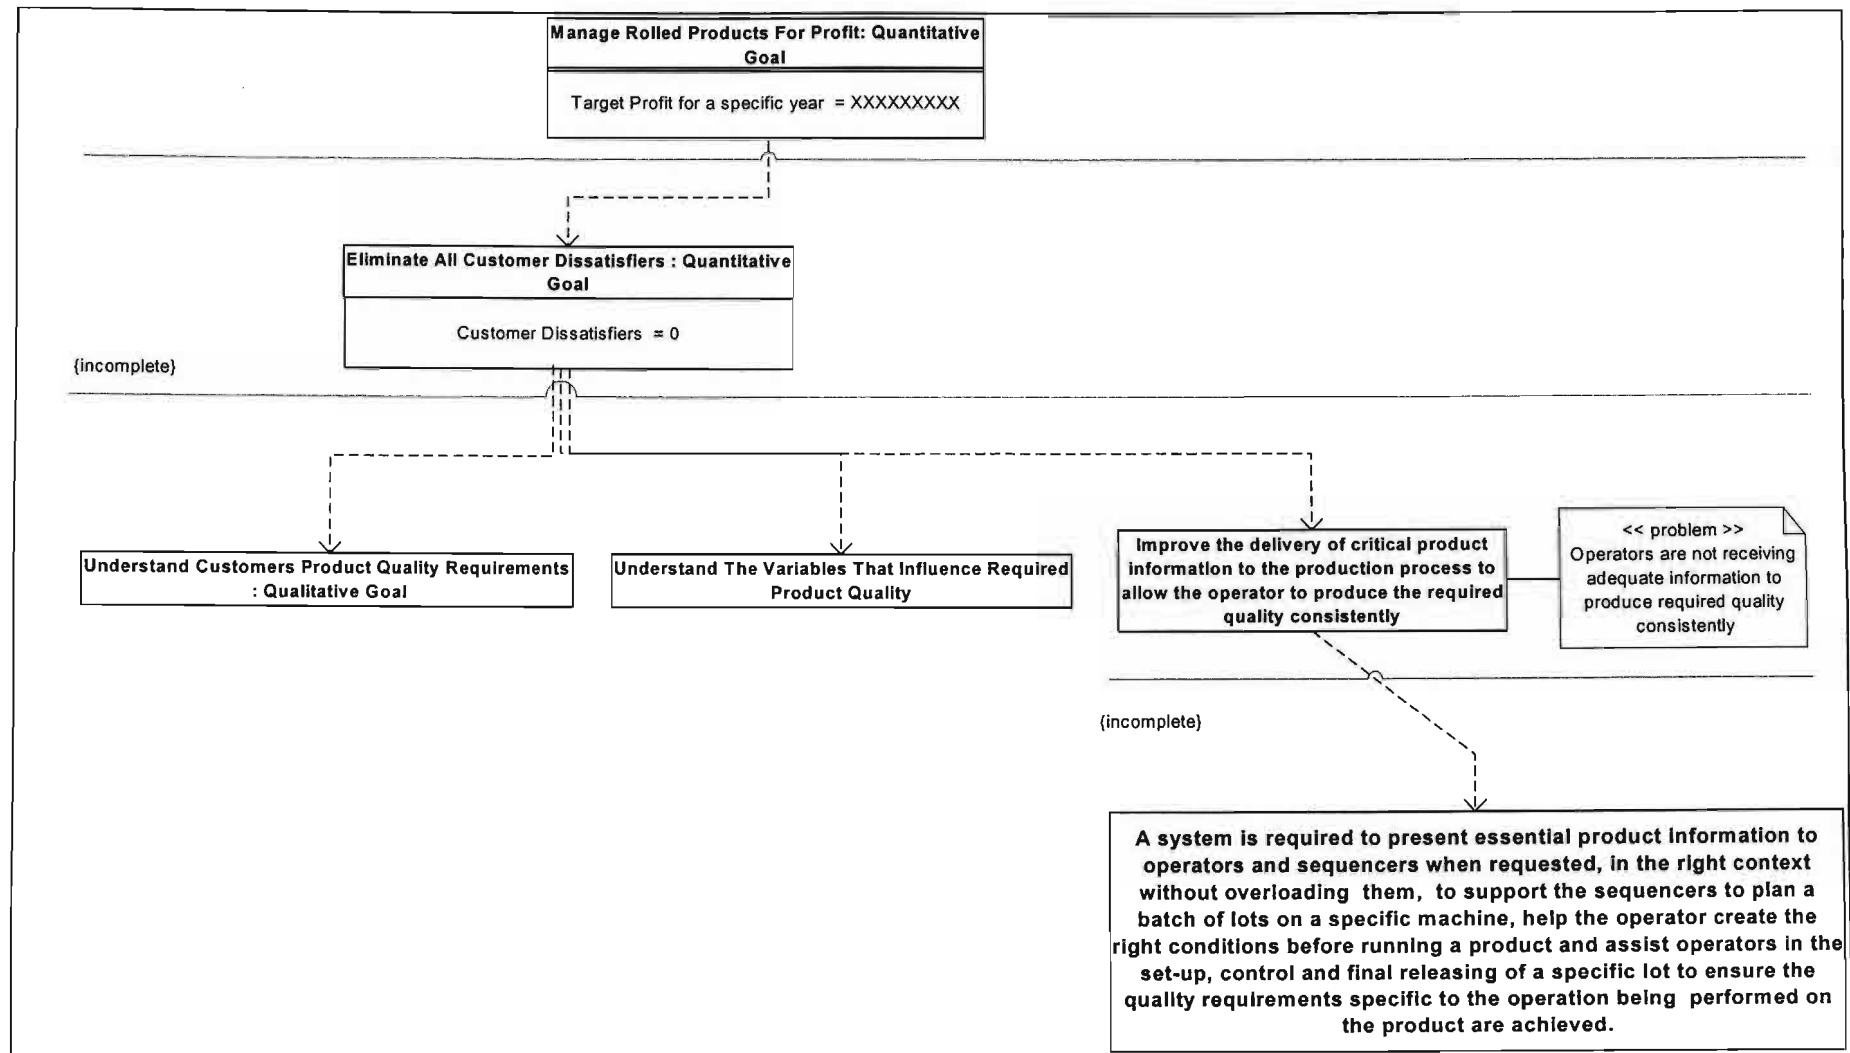 Manage Rolled Products For Profit: Quantitative
Goal
Target Profit for a specific year = XXXXXXXXX
Eliminate All Customer Dissatisfiers : Quantitative
Goal
Customer Dissatisfiers = 0
{incomplete}
Understand Customers Product Quality Requirements
: Qualitative Goal
Understand The Variables That Influence Required
Product Quality
Improve the delivery of critical product
information to the production process to
allow the operator to produce the required
quality consistently
<< problem >>
Operators are not receiving
adequate information to
produce required quality
consistently
{incomplete}
A system is required to present essential product information to
operators and sequencers when requested, in the right context
without overloading them, to support the sequencers to plan a
batch of lots on a specific machine, help the operator create the
right conditions before running a product and assist operators in the
set-up, control and final releasing of a specific lot to ensure the
quality requirements specific to the operation being performed on
the product are achieved.